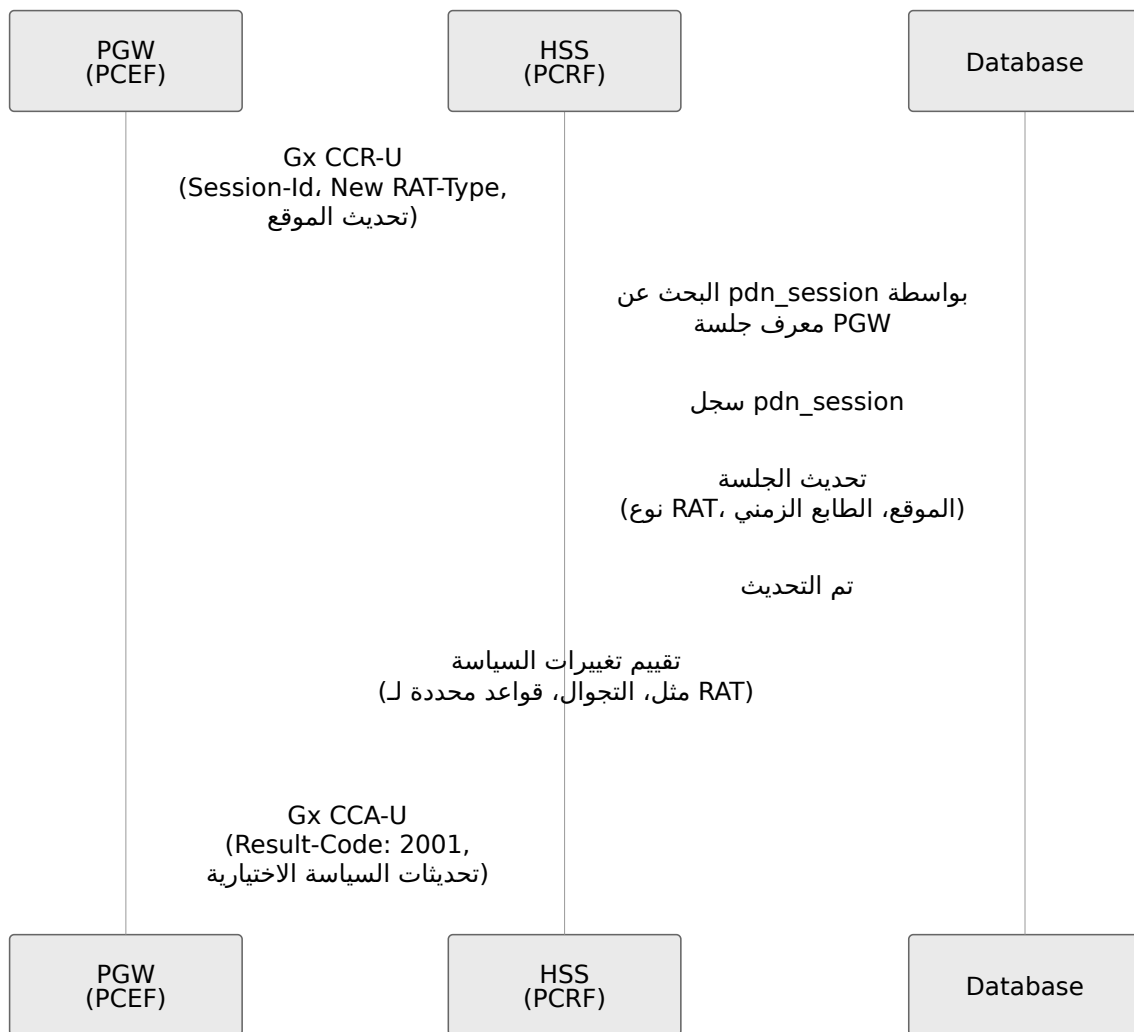 PGW
(PCEF)
HSS
(PCRF)
Database
Gx CCR-U
(Session-Id، New RAT-Type,
تحديث الموقع)
البحث عن pdn_session بواسطة
معرف جلسة PGW
سجل pdn_session
تحديث الجلسة
(نوع RAT، الموقع، الطابع الزمني)
تم التحديث
تقييم تغييرات السياسة
(مثل، التجوال، قواعد محددة لـ RAT)
Gx CCA-U
(Result-Code: 2001,
تحديثات السياسة الاختيارية)
PGW
(PCEF)
HSS
(PCRF)
Database